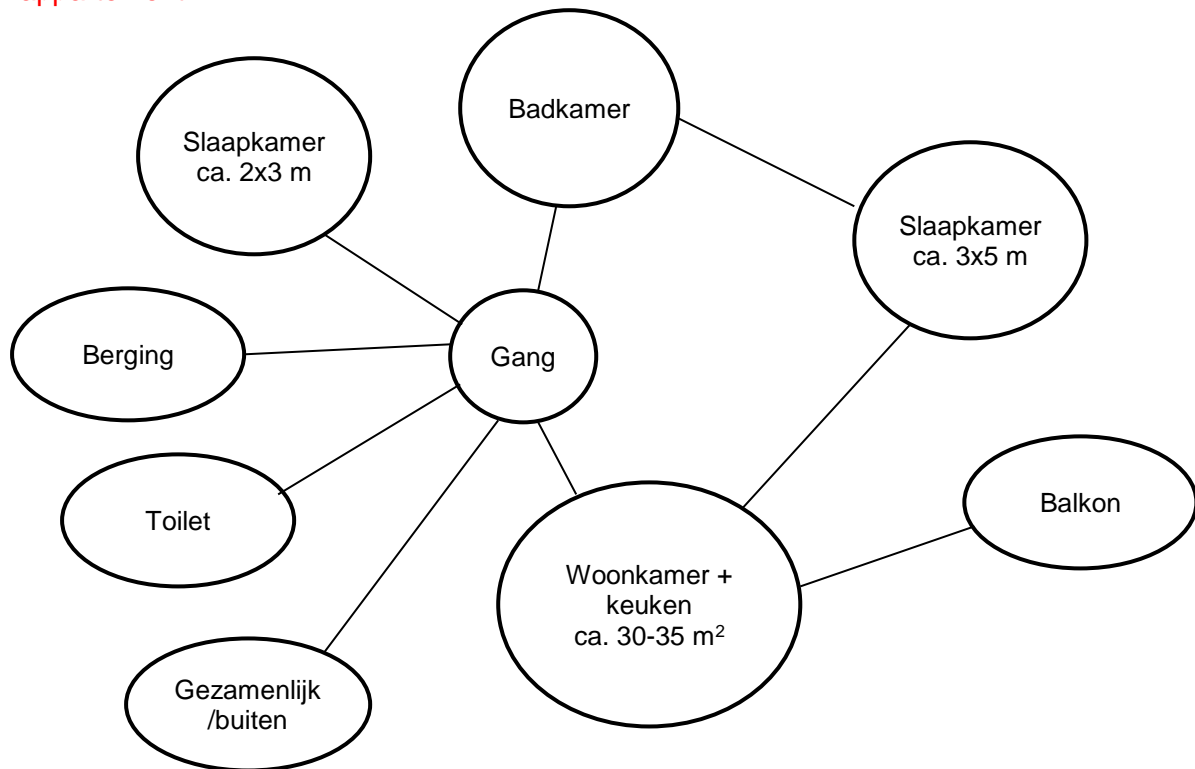 Badkamer
Slaapkamer
ca. 2x3 m
Slaapkamer
ca. 3x5 m
Berging
Gang
Toilet
Balkon
Woonkamer +
keuken
ca. 30-35 m²
Gezamenlijk
/buiten